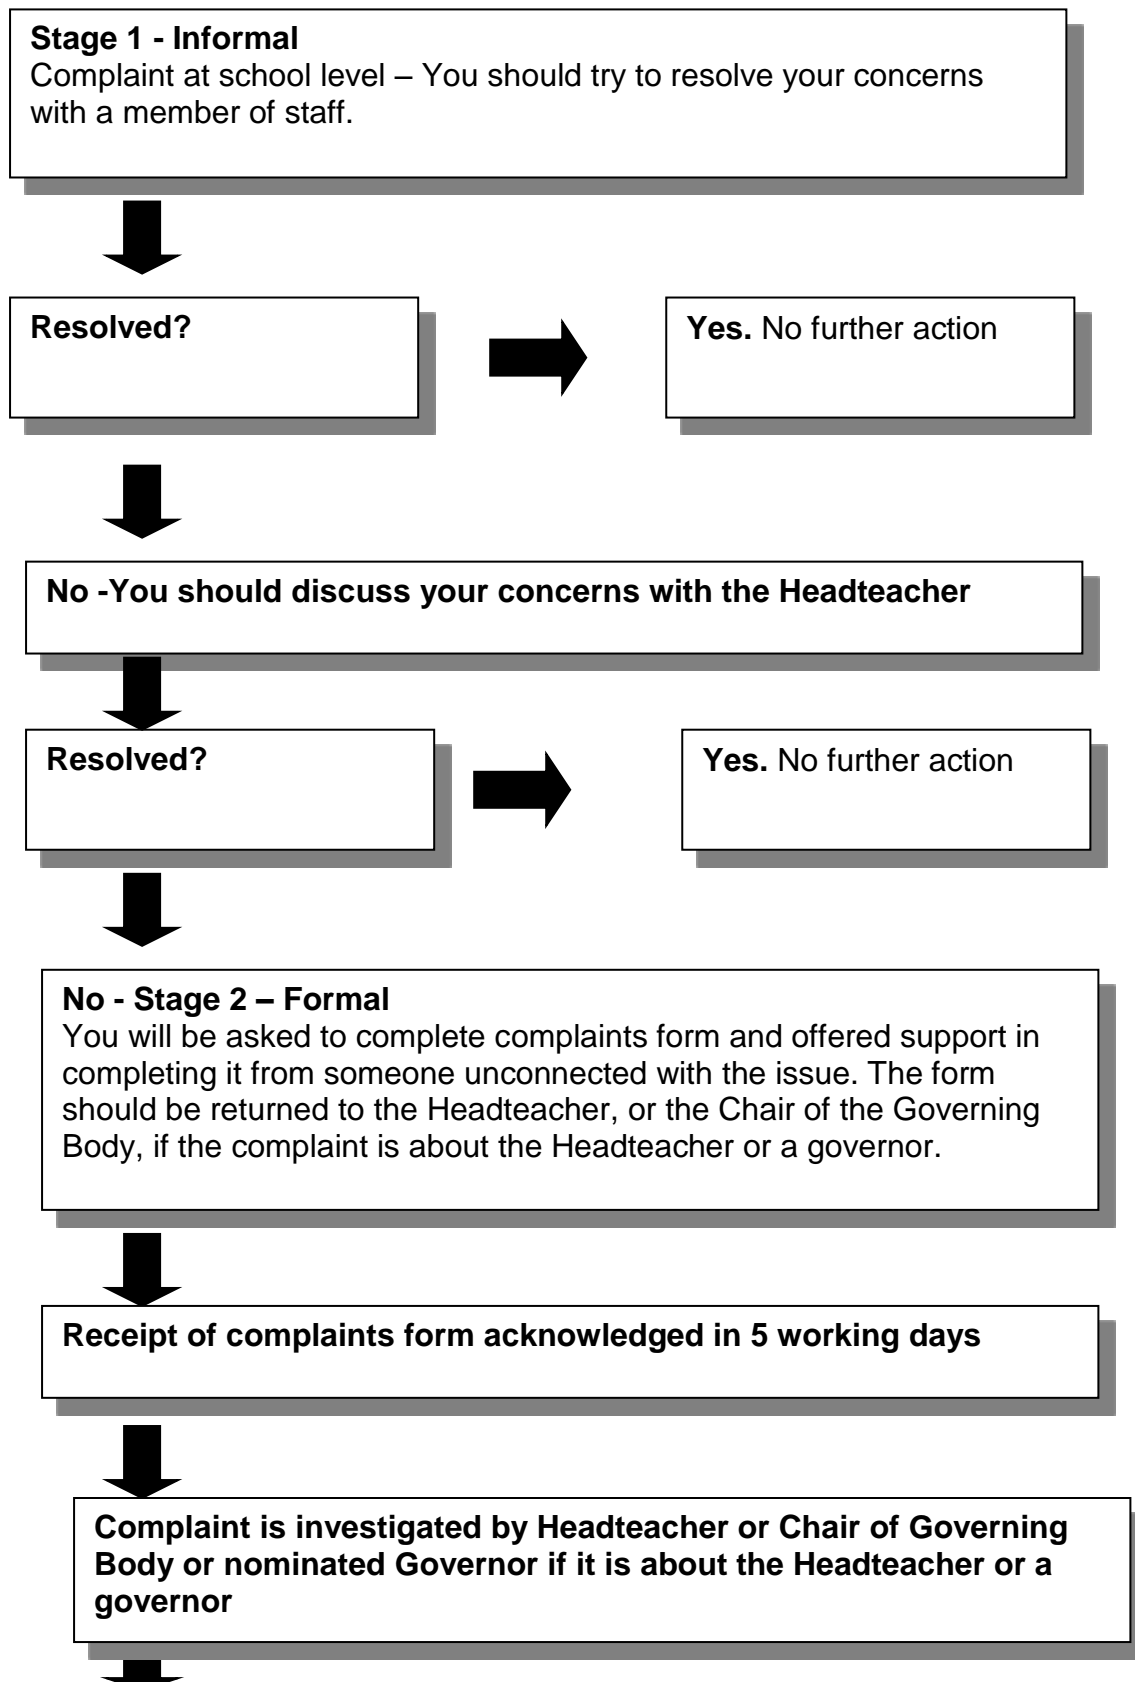 Stage 1 - Informal
Complaint at school level – You should try to resolve your concerns
with a member of staff.
Resolved?
Yes. No further action
No -You should discuss your concerns with the Headteacher
Resolved?
Yes. No further action
No - Stage 2 – Formal
You will be asked to complete complaints form and offered support in
completing it from someone unconnected with the issue. The form
should be returned to the Headteacher, or the Chair of the Governing
Body, if the complaint is about the Headteacher or a governor.
Receipt of complaints form acknowledged in 5 working days
Complaint is investigated by Headteacher or Chair of Governing
Body or nominated Governor if it is about the Headteacher or a
governor